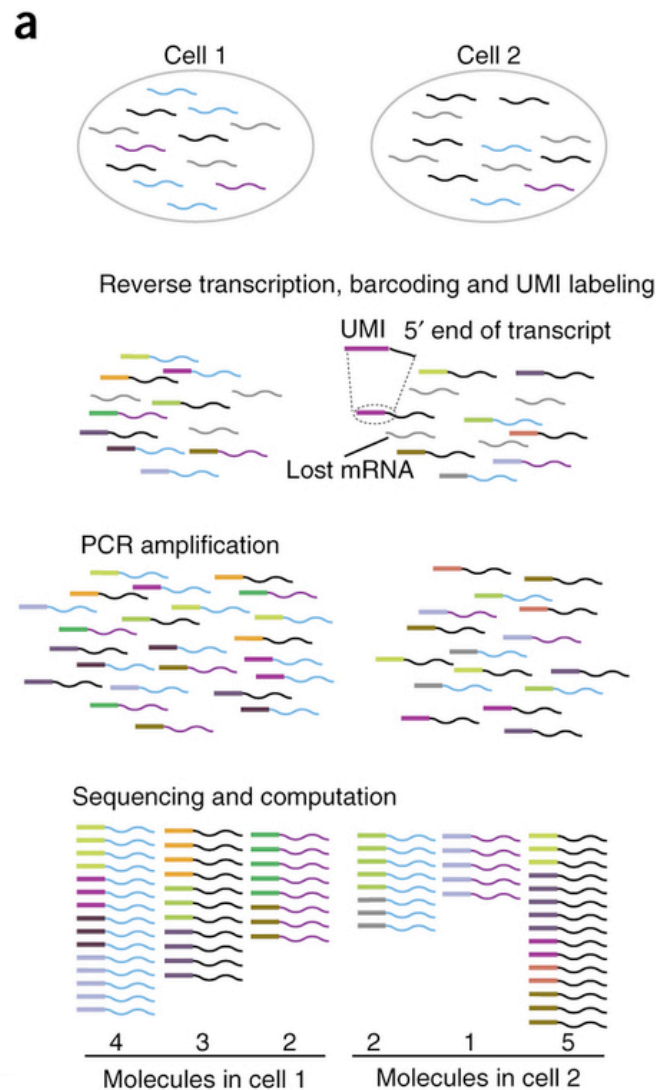 a
Cell 1
Cell 2
Reverse transcription, barcoding and UMI labeling
UMI
5′ end of transcript
Lost mRNA
PCR amplification
Sequencing and computation
4 3 2
2 1 5
Molecules in cell 1
Molecules in cell 2